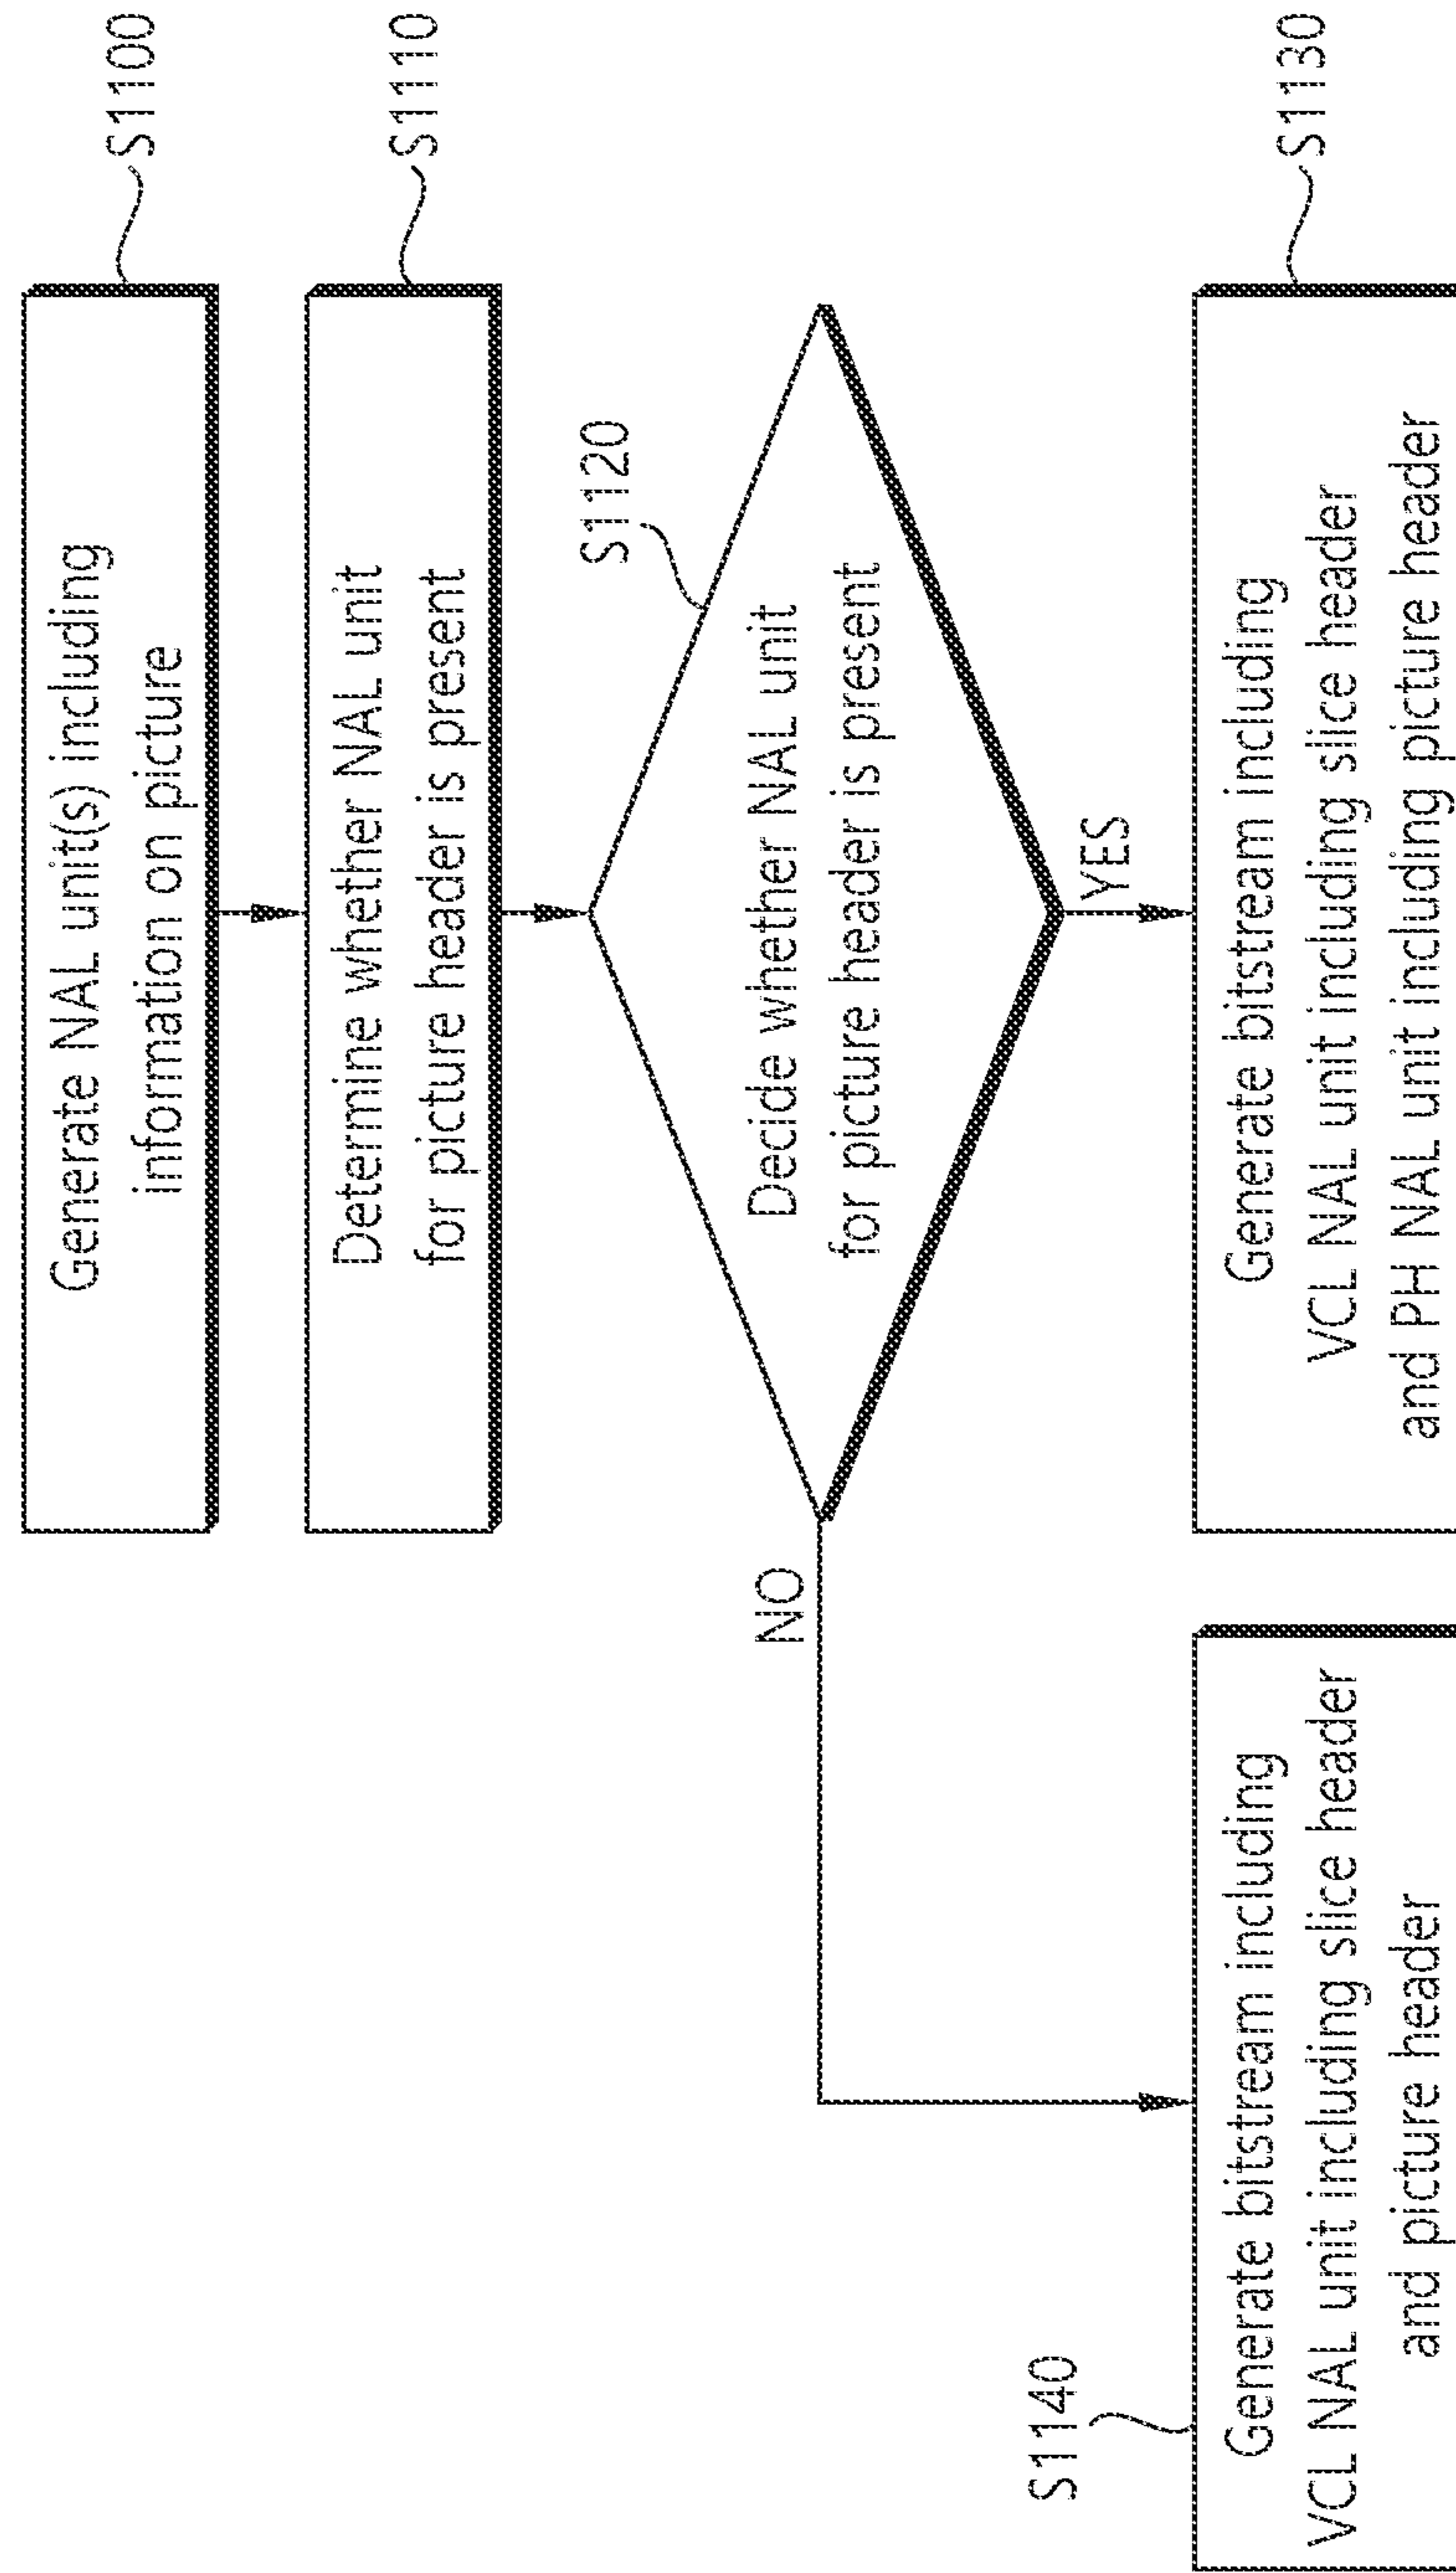 Generate NAL unit(s) including
information on picture
S1100
Determine whether NAL unit
for picture header is present
S1110
S1120
Decide whether NAL unit
for picture header is present
NO
YES
S1140
Generate bitstream including
VCL NAL unit including slice header
and picture header
Generate bitstream including
VCL NAL unit including slice header
and PH NAL unit including picture header
S1130